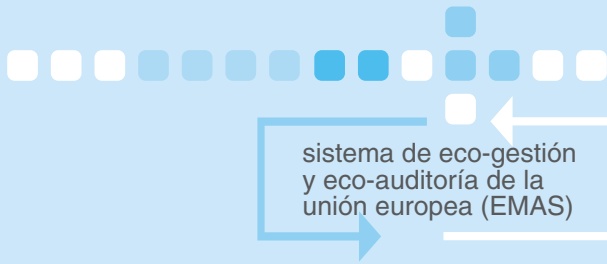 sistema de eco-gestión
y eco-auditoría de la
unión europea (EMAS)